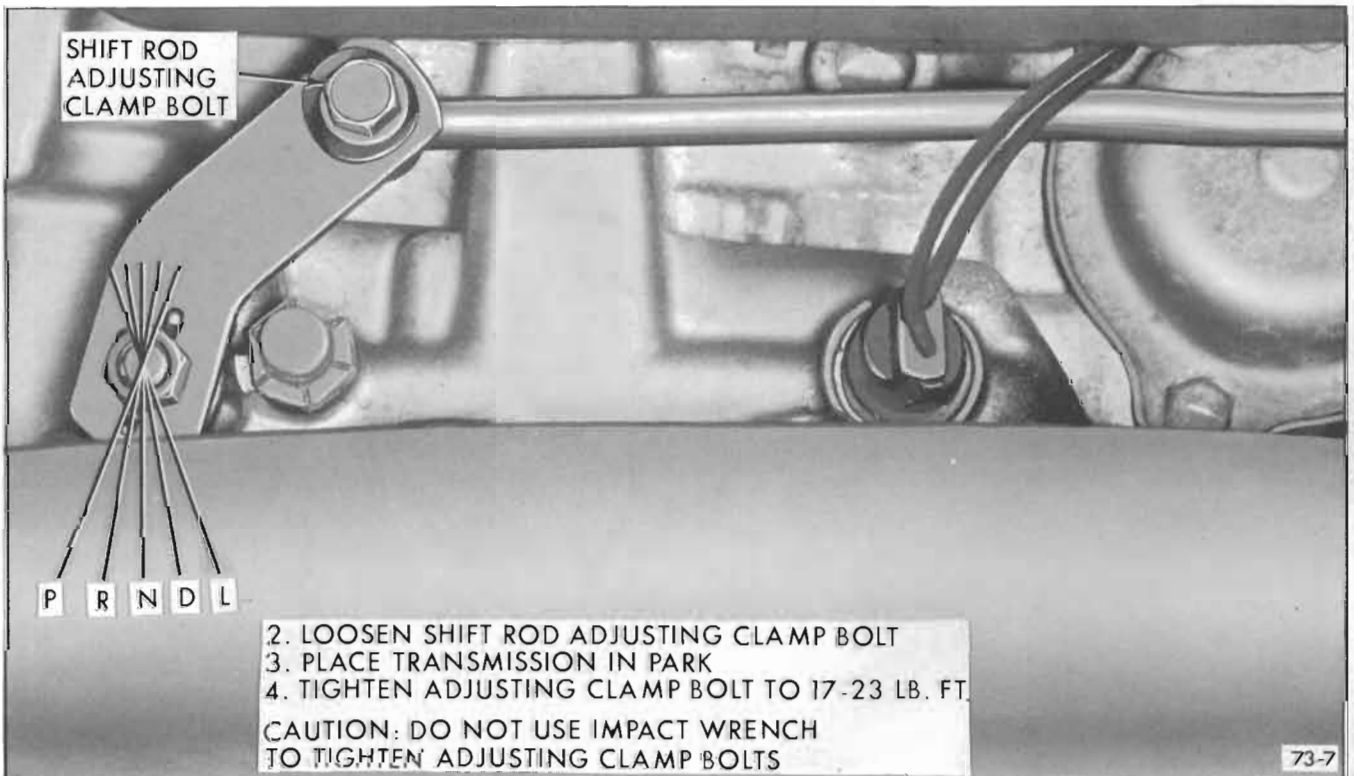 SHIFT ROD
ADJUSTING
CLAMP BOLT
P R N D L
2. LOOSEN SHIFT ROD ADJUSTING CLAMP BOLT
3. PLACE TRANSMISSION IN PARK
4. TIGHTEN ADJUSTING CLAMP BOLT TO 17-23 LB. FT.
CAUTION: DO NOT USE IMPACT WRENCH
TO TIGHTEN ADJUSTING CLAMP BOLTS
73-7